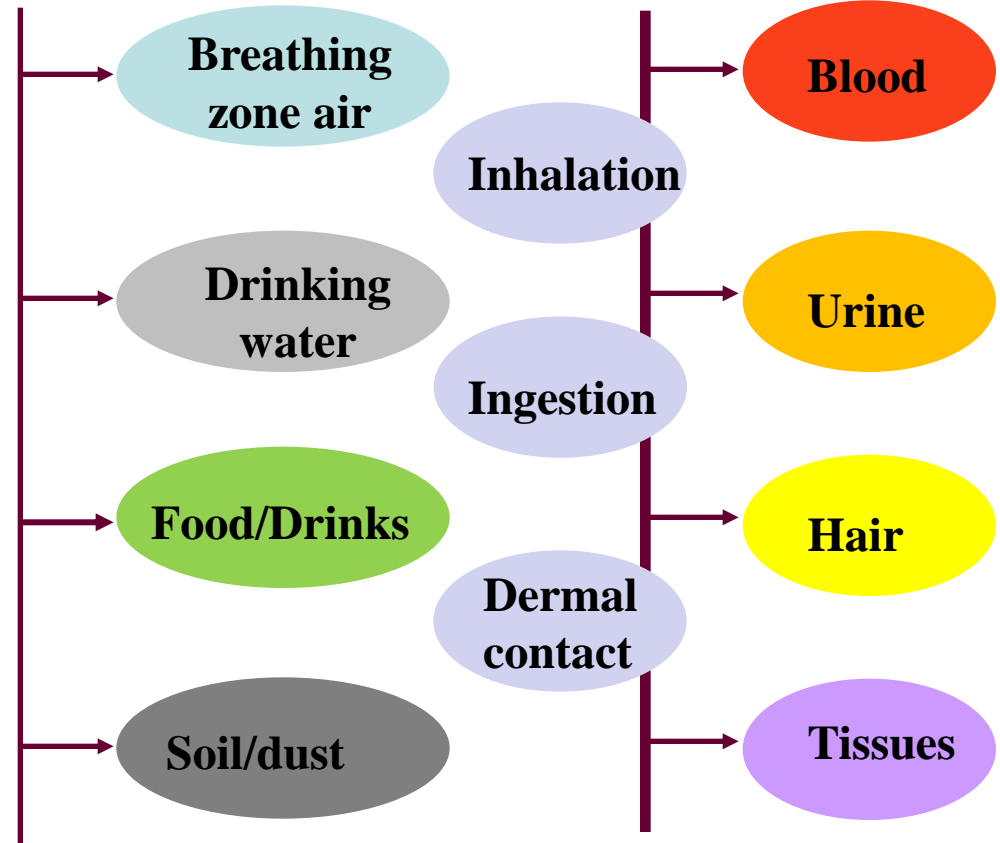 Breathing
zone air
Drinking
water
Food/Drinks
Soil/dust
Inhalation
Ingestion
Dermal
contact
Blood
Urine
Hair
Tissues